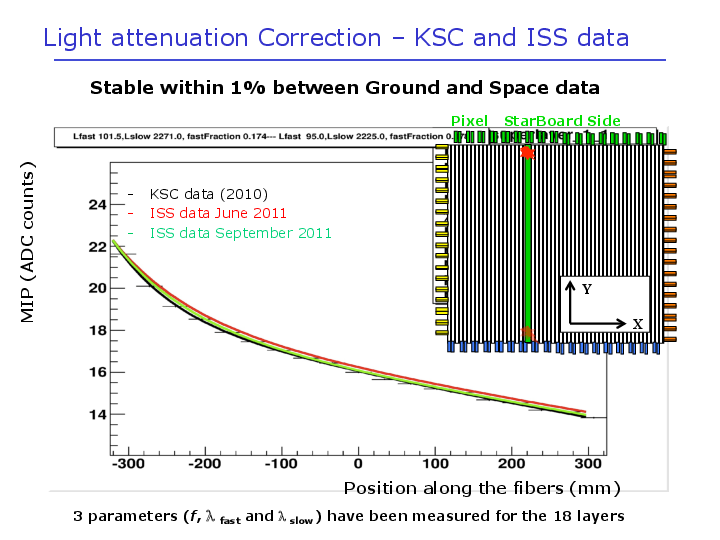 Light attenuation Correction – KSC and ISS data
Stable within 1% between Ground and Space data
Pixel StarBoard Side
Lfast 101.5,Lslow 2271.0, fastFraction 0.174--- Lfast 95.0,Lslow 2225.0, fastFraction 0.
MIP (ADC counts)
- KSC data (2010)
- ISS data June 2011
- ISS data September 2011
24
22
20
18
16
14
Y
X
-300 -200 -100 0 100 200 300
Position along the fibers (mm)
3 parameters (f, λ fast and λ slow) have been measured for the 18 layers